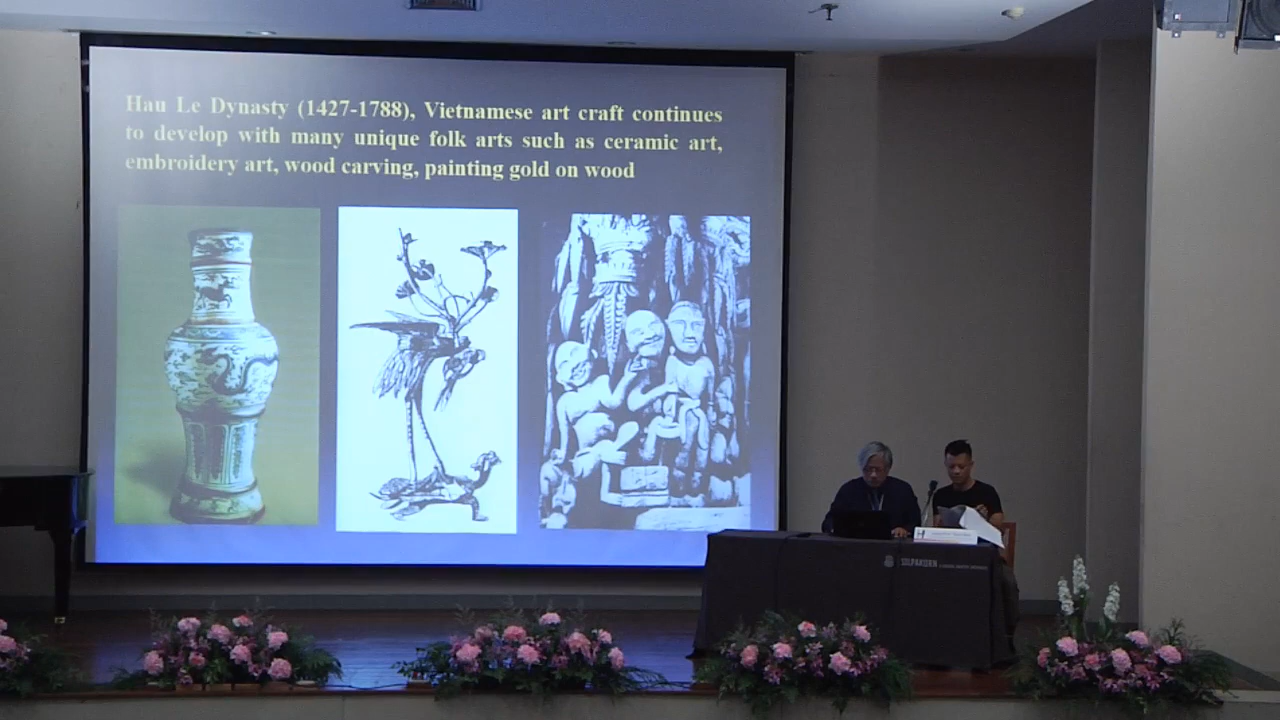 Hau Le Dynasty (1427-1788), Vietnamese art craft continues
to develop with many unique folk arts such as ceramic art,
embroidery art, wood carving, painting gold on wood
SILPAKORN